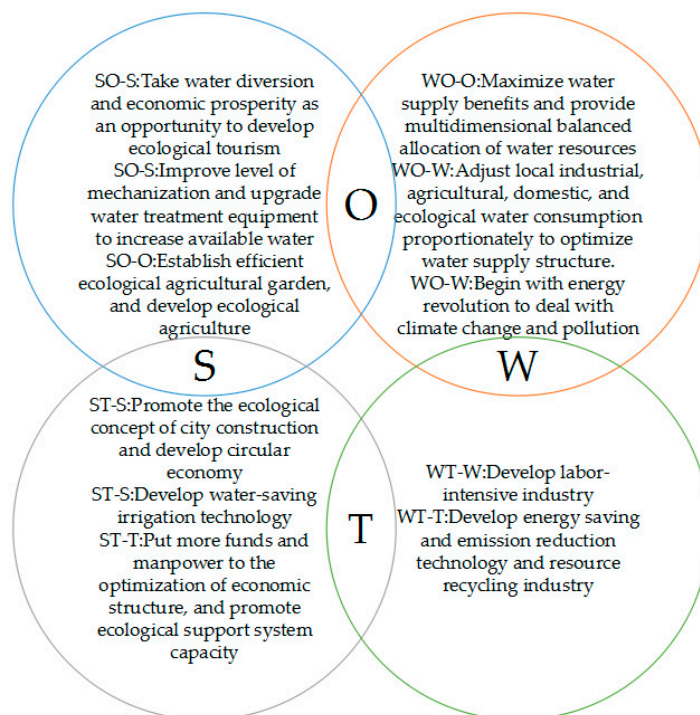 SO-S:Take water diversion
and economic prosperity as
an opportunity to develop
ecological tourism
SO-S:Improve level of
mechanization and upgrade
water treatment equipment
to increase available water
SO-O:Establish efficient
ecological agricultural garden,
and develop ecological
agriculture
O
WO-O:Maximize water
supply benefits and provide
multidimensional balanced
allocation of water resources
WO-W:Adjust local industrial,
agricultural, domestic, and
ecological water consumption
proportionately to optimize
water supply structure.
WO-W:Begin with energy
revolution to deal with
climate change and pollution
S
W
ST-S:Promote the ecological
concept of city construction
and develop circular
economy
ST-S:Develop water-saving
irrigation technology
ST-T:Put more funds and
manpower to the
optimization of economic
structure, and promote
ecological support system
capacity
T
WT-W:Develop labor-
intensive industry
WT-T:Develop energy saving
and emission reduction
technology and resource
recycling industry